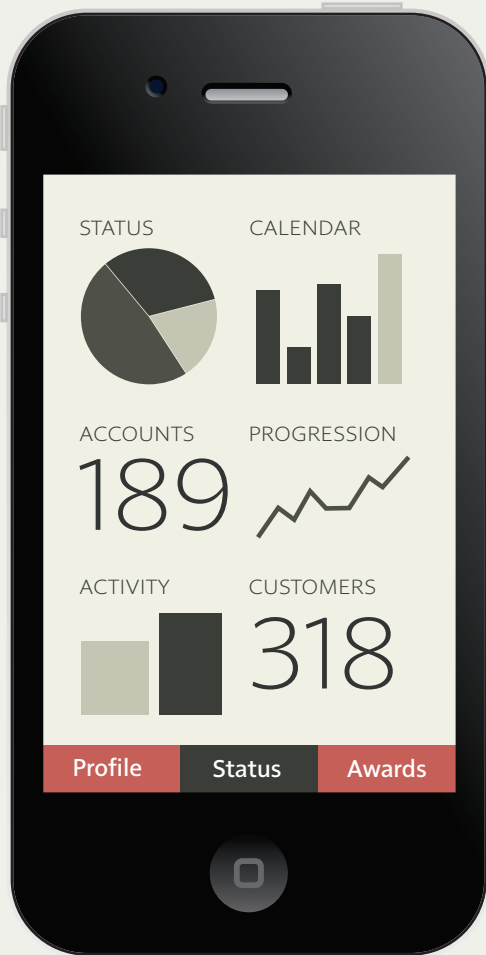 STATUS
CALENDAR
ACCOUNTS
189
PROGRESSION
ACTIVITY
CUSTOMERS
318
Profile
Status
Awards